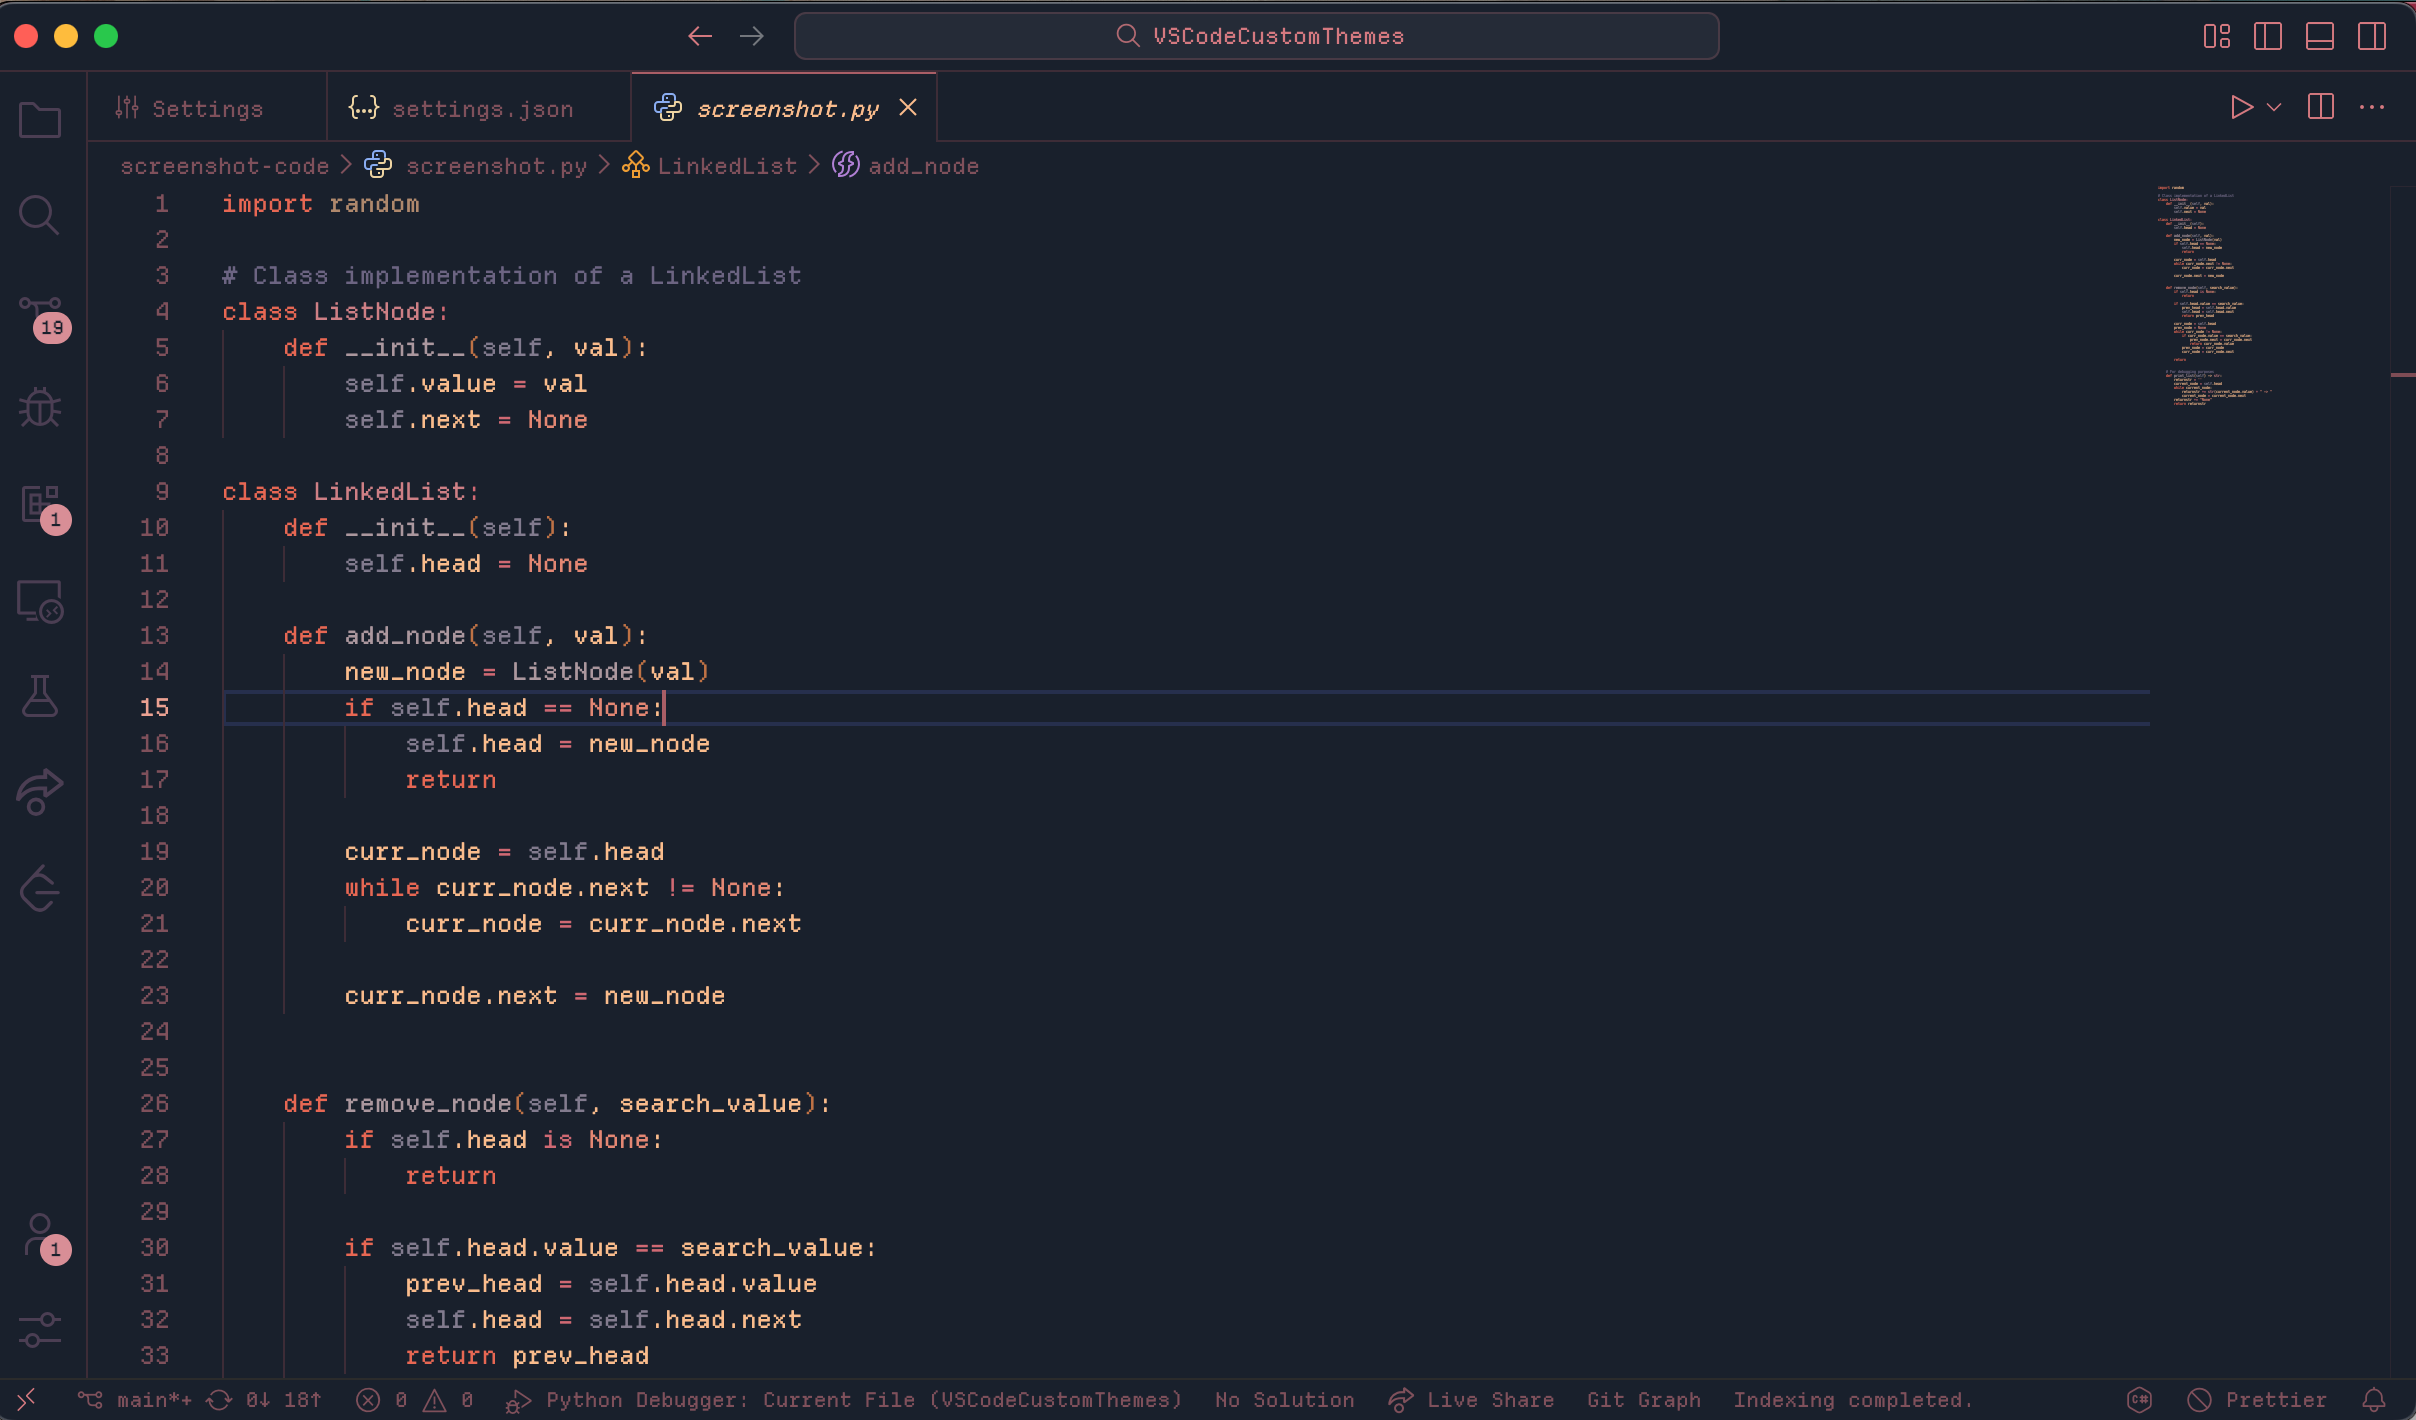 VSCodeCustomThemes
Settings
settings.json
screenshot.py
screenshot-code > screenshot.py > LinkedList > add_node
1 import random
2
3 # Class implementation of a LinkedList
4 class ListNode:
5     def __init__(self, val):
6         self.value = val
7         self.next = None
8
9 class LinkedList:
10     def __init__(self):
11         self.head = None
12
13     def add_node(self, val):
14         new_node = ListNode(val)
15         if self.head == None:
16             self.head = new_node
17             return
18
19         curr_node = self.head
20         while curr_node.next != None:
21             curr_node = curr_node.next
22
23         curr_node.next = new_node
24
25
26     def remove_node(self, search_value):
27         if self.head is None:
28             return
29
30         if self.head.value == search_value:
31             prev_head = self.head.value
32             self.head = self.head.next
33             return prev_head
19
1
1
main*+ 0↓ 18↑ 0 0 Python Debugger: Current File (VSCodeCustomThemes) No Solution Live Share Git Graph Indexing completed. C# Prettier